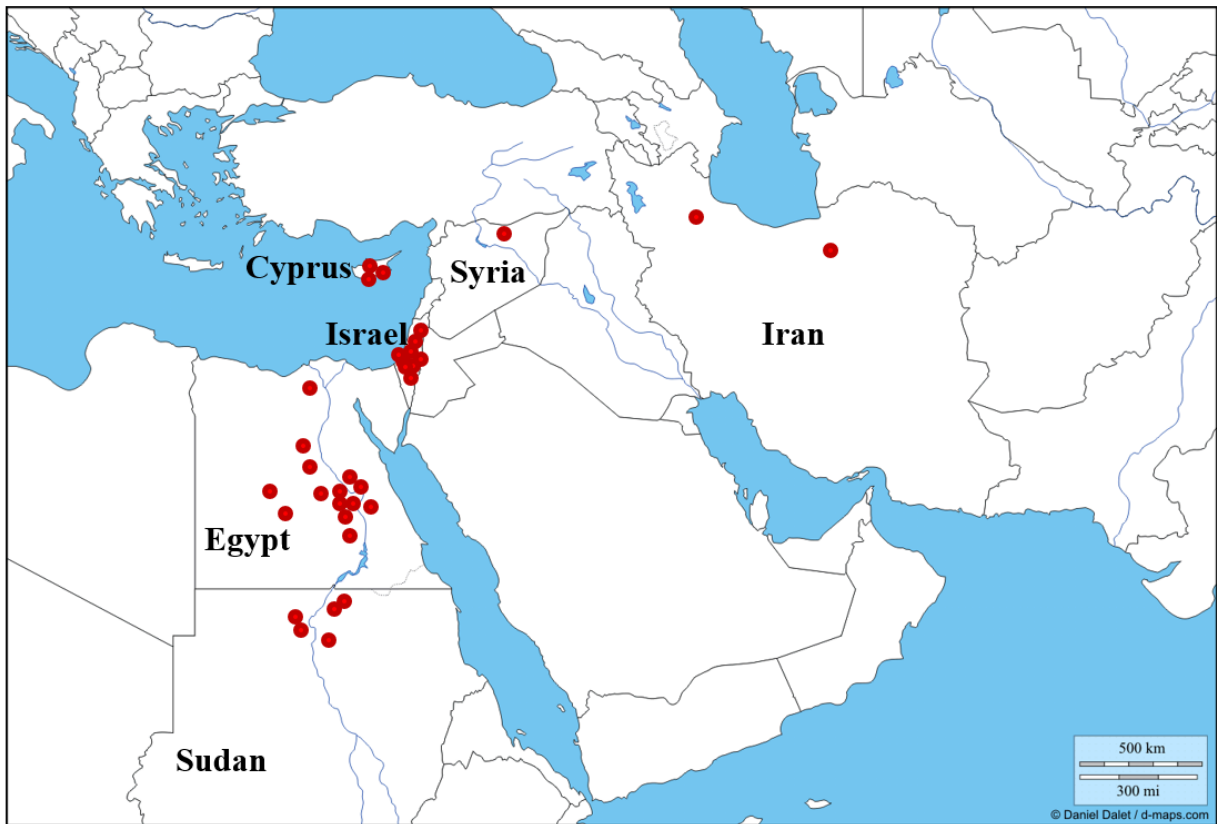 Cyprus
Syria
Israel
Iran
Egypt
Sudan
500 km
300 mi
© Daniel Dalet / d-maps.com